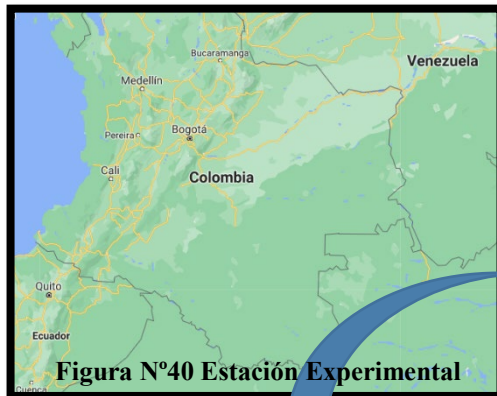 Bucaramanga
Venezuela
Medellín
Pereira
Bogotá
Cali
Colombia
Quito
Ecuador
Figura Nº40 Estación Experimental
Cuenca